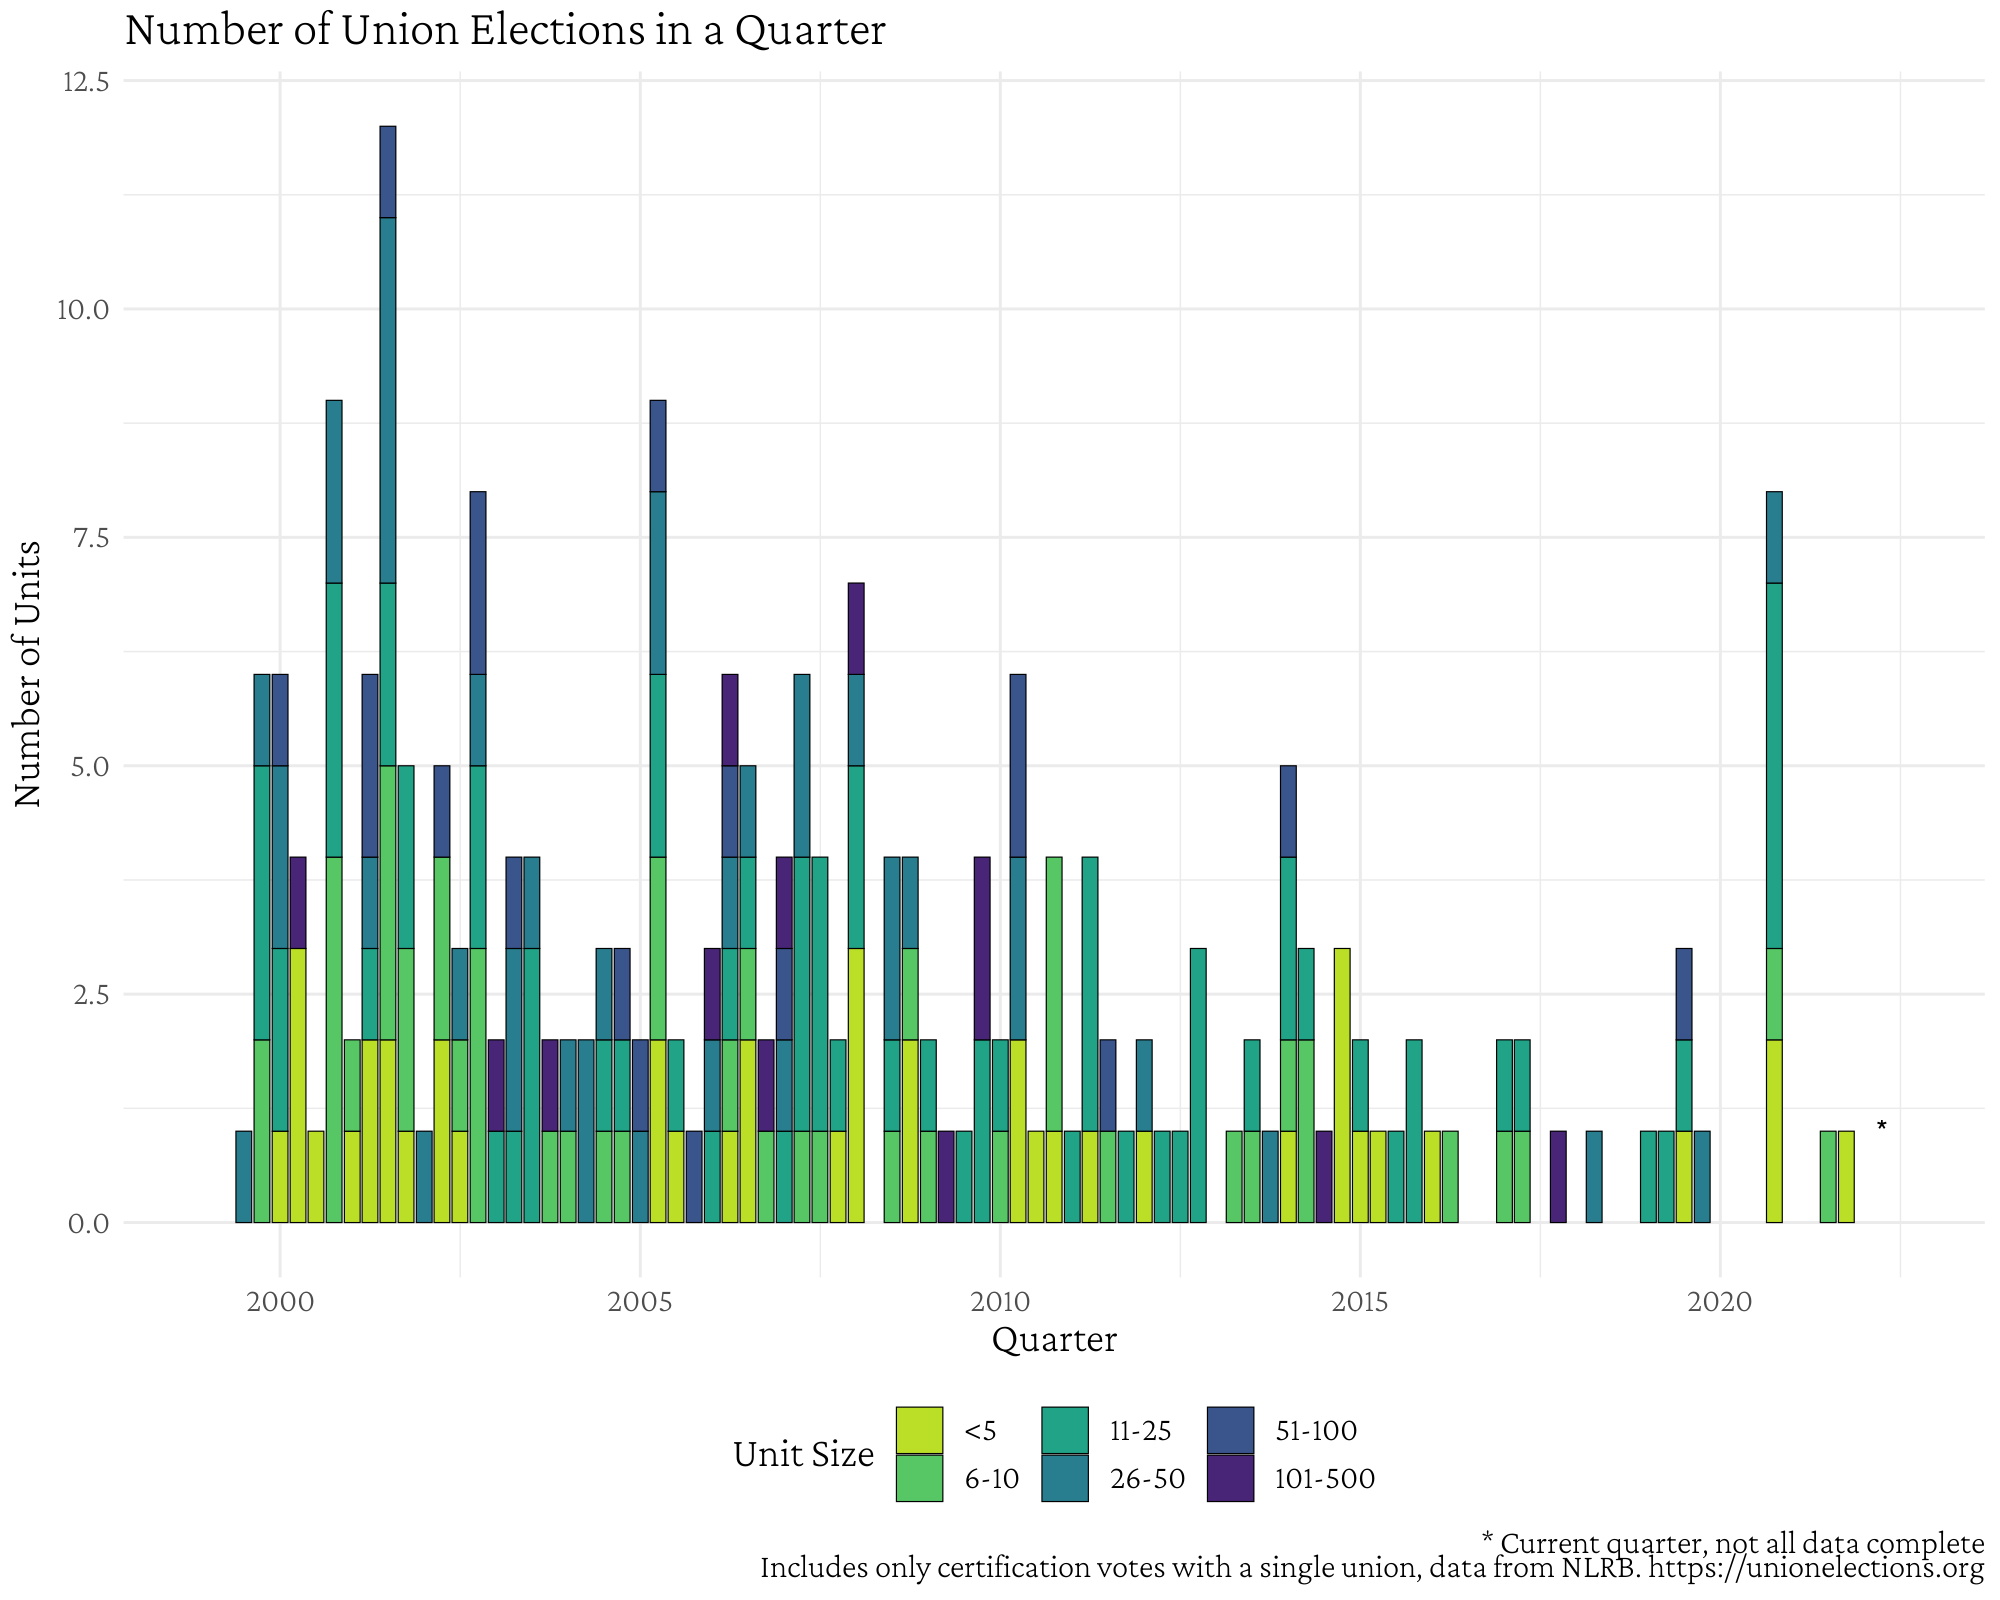 Number of Union Elections in a Quarter
12.5
10.0
7.5
5.0
2.5
0.0
Number of Units
*
2000 2005 2010 2015 2020
Quarter
Unit Size
<5 11-25 51-100
6-10 26-50 101-500
* Current quarter, not all data complete
Includes only certification votes with a single union, data from NLRB. https://unionelections.org